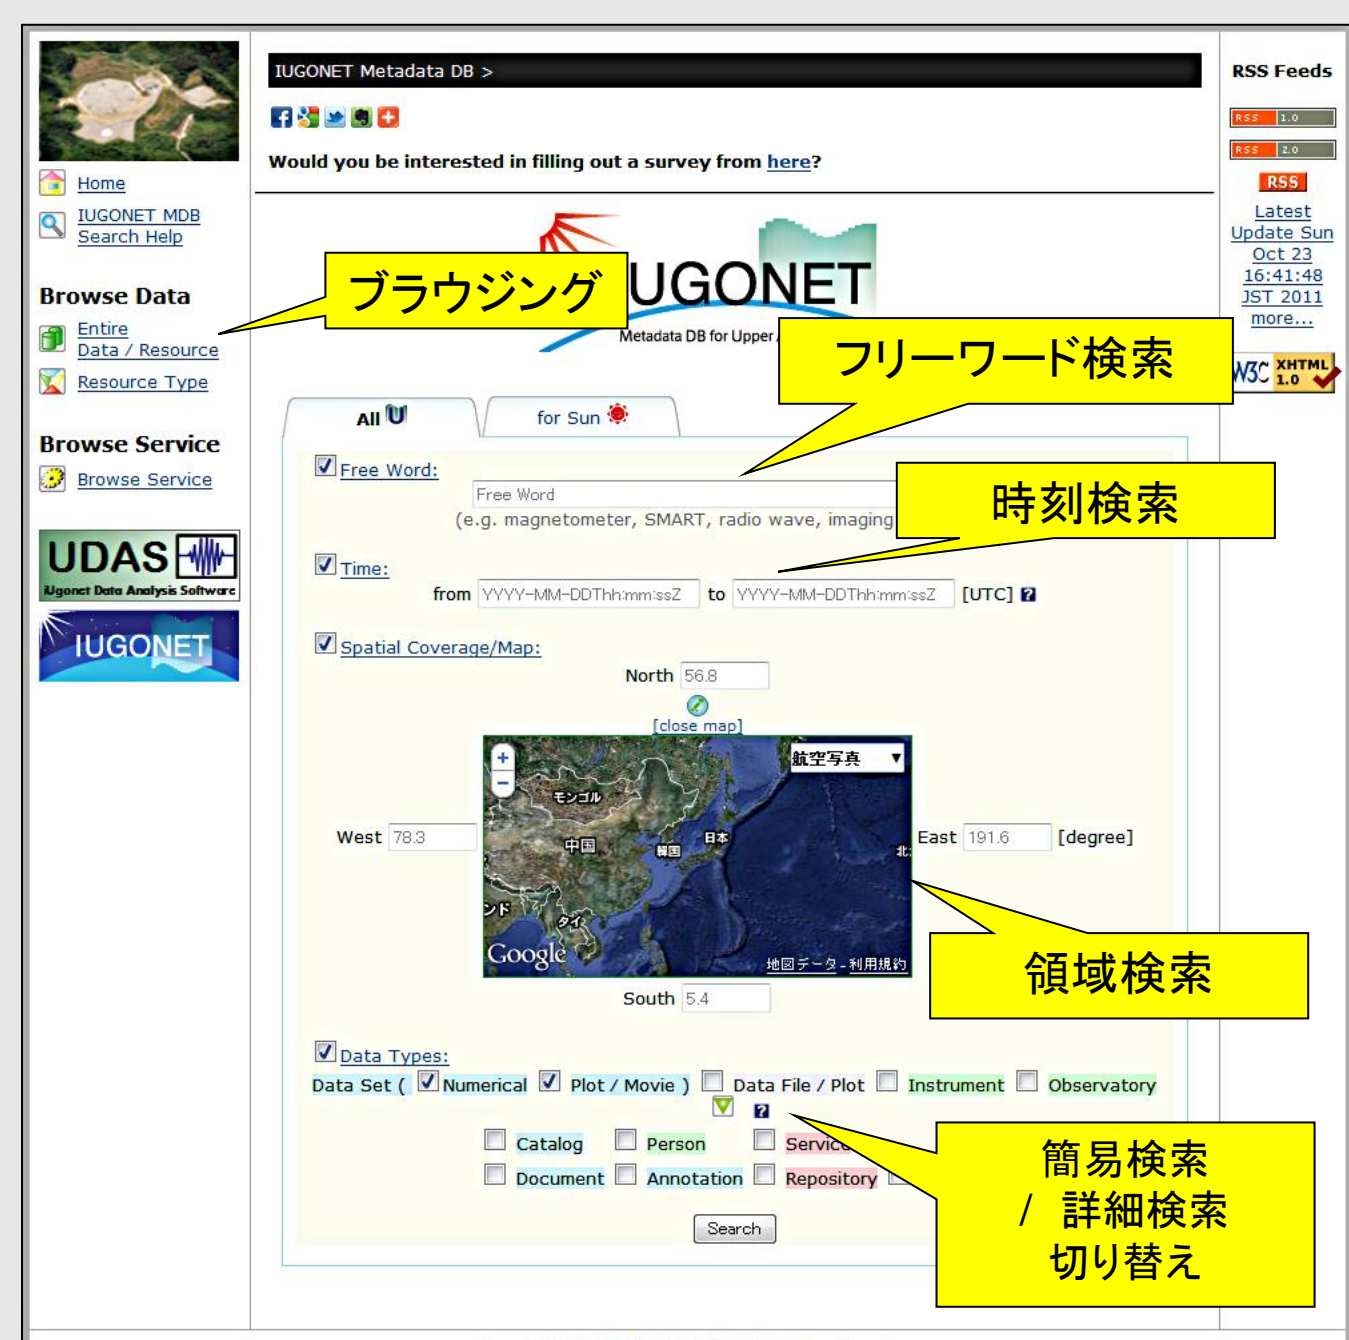 IUGONET Metadata DB >
Would you be interested in filling out a survey from here?
Home
IUGONET MDB
Search Help
Browse Data
Entire
Data / Resource
Resource Type
Browse Service
Browse Service
UDAS
iUgonet Data Analysis Software
IUGONET
RSS Feeds
RSS 1.0
RSS 2.0
RSS
Latest
Update Sun
Oct 23
16:41:48
JST 2011
more...
W3C XHTML 1.0
ブラウジング
UGONET
Metadata DB for Upper
フリーワード検索
All
for Sun
Free Word:
Free Word
(e.g. magnetometer, SMART, radio wave, imaging
時刻検索
Time:
from YYYY-MM-DDThh:mm:ssZ to YYYY-MM-DDThh:mm:ssZ [UTC] ?
Spatial Coverage/Map:
North 56.8
[close map]
+
−
航空写真 ▼
モンゴル
中国
韓国
日本
北
ンド
タイ
Google
地図データ - 利用規約
West 78.3
East 191.6 [degree]
領域検索
South 5.4
Data Types:
Data Set ( Numerical Plot / Movie ) Data File / Plot Instrument Observatory
?
Catalog Person Service
Document Annotation Repository
簡易検索
/ 詳細検索
切り替え
Search